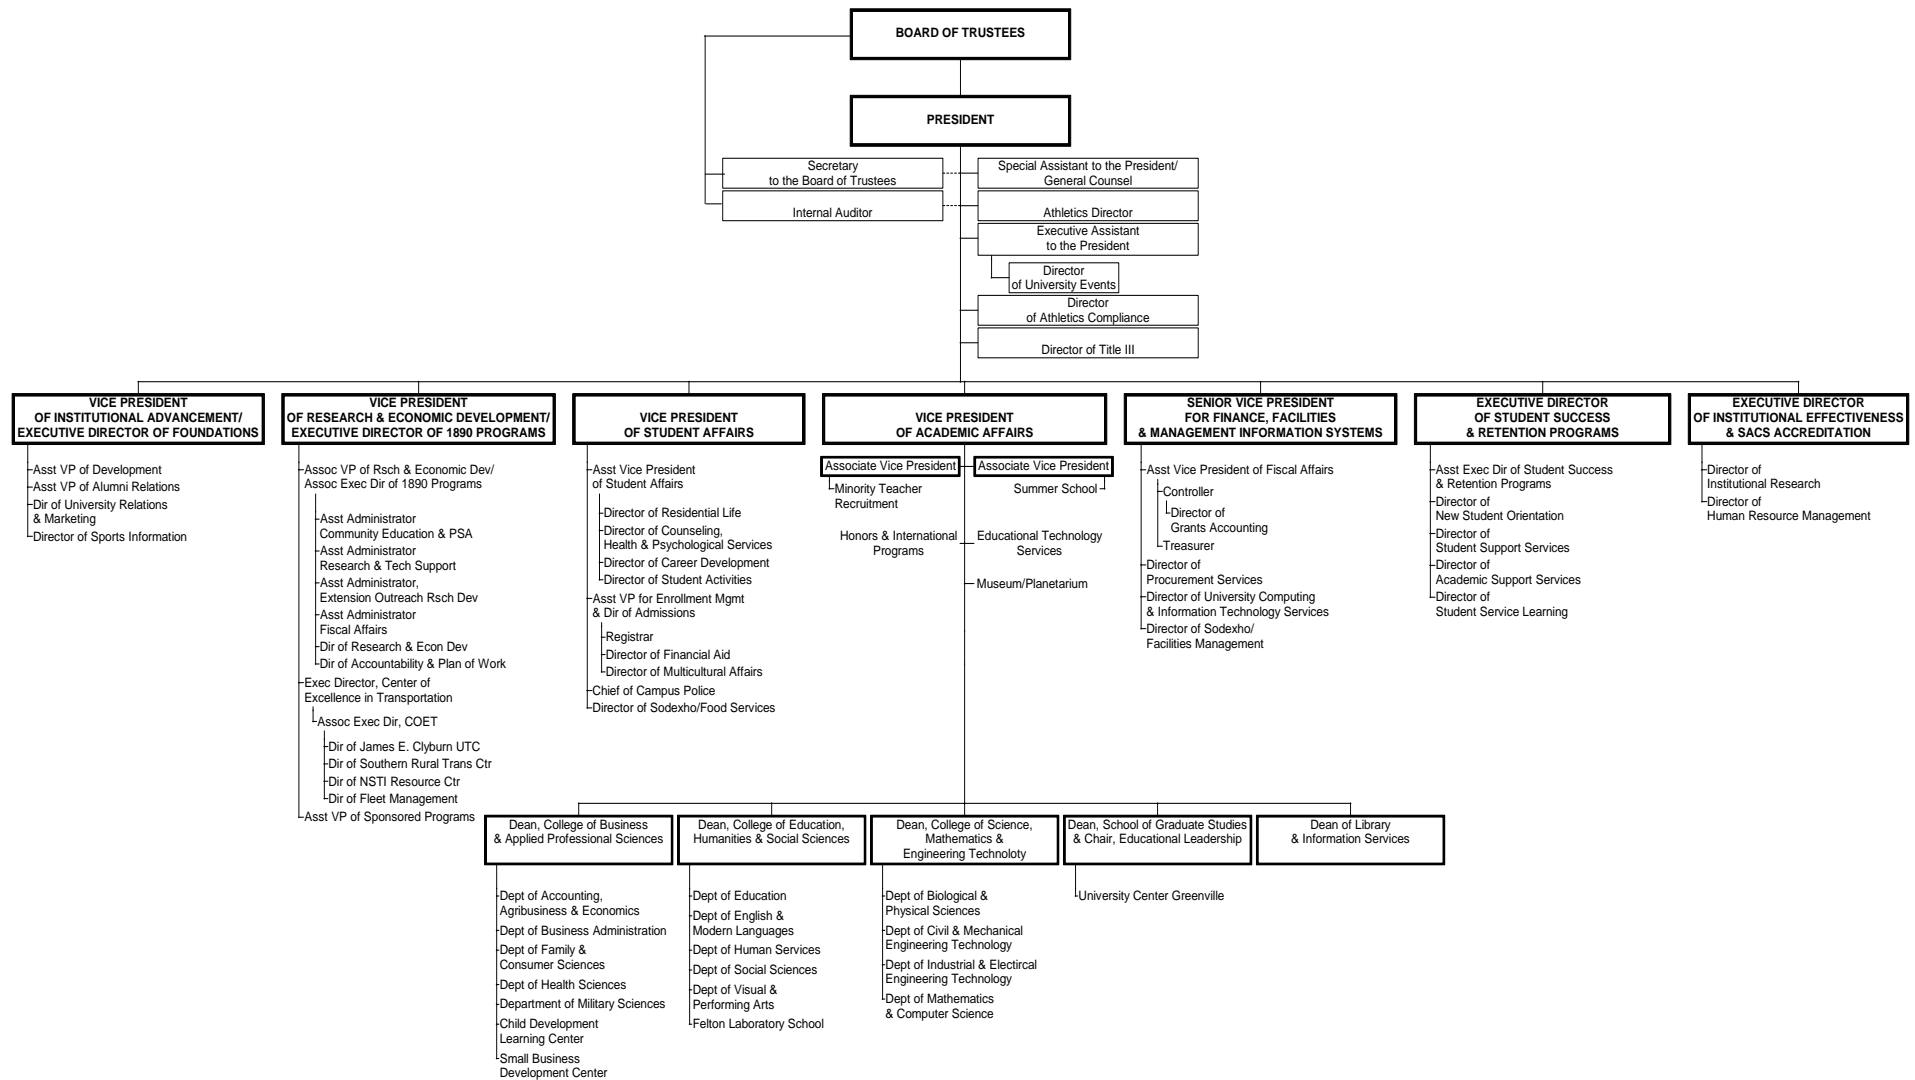 BOARD OF TRUSTEES
PRESIDENT
Secretary
to the Board of Trustees
Special Assistant to the President/
General Counsel
Internal Auditor
Athletics Director
Executive Assistant
to the President
Director
of University Events
Director
of Athletics Compliance
Director of Title III
VICE PRESIDENT
OF INSTITUTIONAL ADVANCEMENT/
EXECUTIVE DIRECTOR OF FOUNDATIONS
Asst VP of Development
Asst VP of Alumni Relations
Dir of University Relations
& Marketing
Director of Sports Information
VICE PRESIDENT
OF RESEARCH & ECONOMIC DEVELOPMENT/
EXECUTIVE DIRECTOR OF 1890 PROGRAMS
Assoc VP of Rsch & Economic Dev/
Assoc Exec Dir of 1890 Programs
Asst Administrator
Community Education & PSA
Asst Administrator
Research & Tech Support
Asst Administrator,
Extension Outreach Rsch Dev
Asst Administrator
Fiscal Affairs
Dir of Research & Econ Dev
Dir of Accountability & Plan of Work
Exec Director, Center of
Excellence in Transportation
Assoc Exec Dir, COET
Dir of James E. Clyburn UTC
Dir of Southern Rural Trans Ctr
Dir of NSTI Resource Ctr
Dir of Fleet Management
Asst VP of Sponsored Programs
VICE PRESIDENT
OF STUDENT AFFAIRS
Asst Vice President
of Student Affairs
Director of Residential Life
Director of Counseling,
Health & Psychological Services
Director of Career Development
Director of Student Activities
Asst VP for Enrollment Mgmt
& Dir of Admissions
Registrar
Director of Financial Aid
Director of Multicultural Affairs
Chief of Campus Police
Director of Sodexho/Food Services
VICE PRESIDENT
OF ACADEMIC AFFAIRS
Associate Vice President
Minority Teacher
Recruitment
Associate Vice President
Summer School
Honors & International
Programs
Educational Technology
Services
Museum/Planetarium
SENIOR VICE PRESIDENT
FOR FINANCE, FACILITIES
& MANAGEMENT INFORMATION SYSTEMS
Asst Vice President of Fiscal Affairs
Controller
Director of
Grants Accounting
Treasurer
Director of
Procurement Services
Director of University Computing
& Information Technology Services
Director of Sodexho/
Facilities Management
EXECUTIVE DIRECTOR
OF STUDENT SUCCESS
& RETENTION PROGRAMS
Asst Exec Dir of Student Success
& Retention Programs
Director of
New Student Orientation
Director of
Student Support Services
Director of
Academic Support Services
Director of
Student Service Learning
EXECUTIVE DIRECTOR
OF INSTITUTIONAL EFFECTIVENESS
& SACS ACCREDITATION
Director of
Institutional Research
Director of
Human Resource Management
Dean, College of Business
& Applied Professional Sciences
Dept of Accounting,
Agribusiness & Economics
Dept of Business Administration
Dept of Family &
Consumer Sciences
Dept of Health Sciences
Department of Military Sciences
Child Development
Learning Center
Small Business
Development Center
Dean, College of Education,
Humanities & Social Sciences
Dept of Education
Dept of English &
Modern Languages
Dept of Human Services
Dept of Social Sciences
Dept of Visual &
Performing Arts
Felton Laboratory School
Dean, College of Science,
Mathematics &
Engineering Technoloty
Dept of Biological &
Physical Sciences
Dept of Civil & Mechanical
Engineering Technology
Dept of Industrial & Electircal
Engineering Technology
Dept of Mathematics
& Computer Science
Dean, School of Graduate Studies
& Chair, Educational Leadership
University Center Greenville
Dean of Library
& Information Services